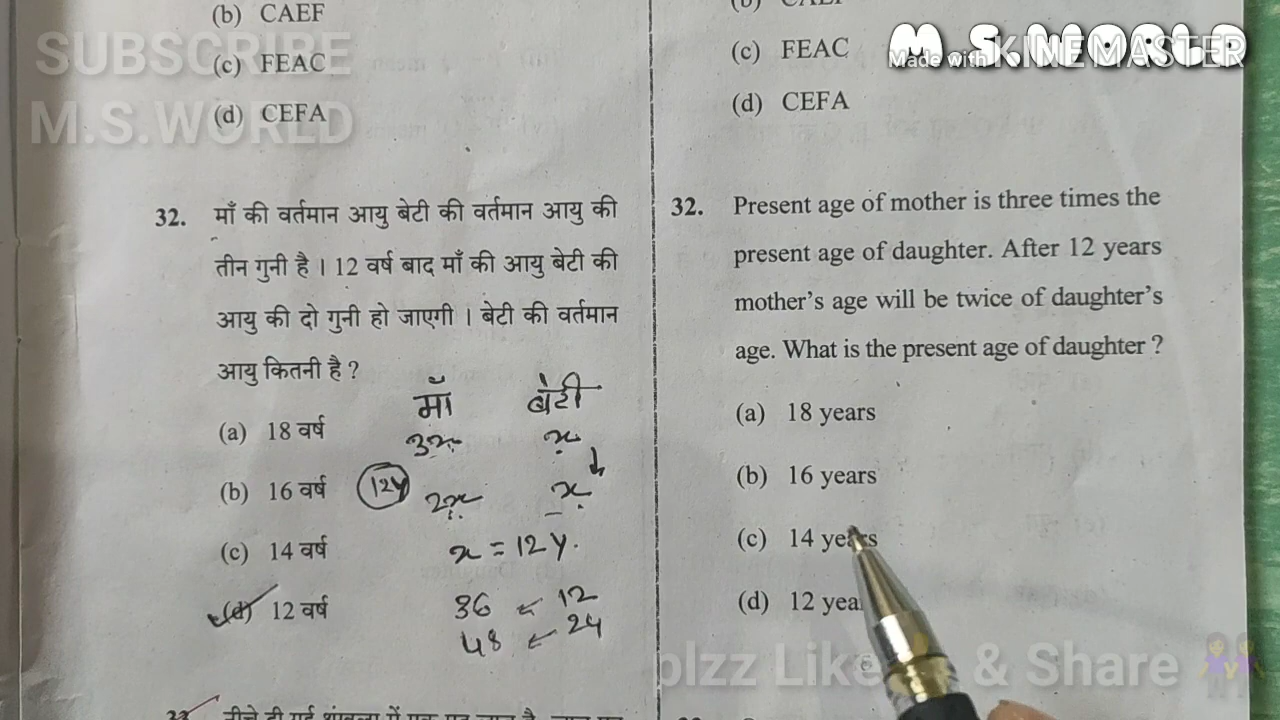 (b) CAEF
(c) FEAC
(d) CEFA
SUBSCRIBE
M.S.WORLD
32. माँ की वर्तमान आयु बेटी की वर्तमान आयु की
तीन गुनी है । 12 वर्ष बाद माँ की आयु बेटी की
आयु की दो गुनी हो जाएगी । बेटी की वर्तमान
आयु कितनी है ?
(a) 18 वर्ष
(b) 16 वर्ष
(c) 14 वर्ष
(d) 12 वर्ष
माँ बेटी
3x x
12y 2x x
x = 12 y.
36 ← 12
48 ← 24
(c) FEAC
(d) CEFA
M.S.WORLD
Made with KINEMASTER
32. Present age of mother is three times the
present age of daughter. After 12 years
mother's age will be twice of daughter's
age. What is the present age of daughter ?
(a) 18 years
(b) 16 years
(c) 14 years
(d) 12
plzz Like & Share